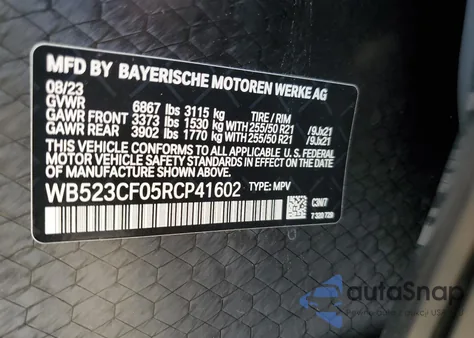 MFD BY BAYERISCHE MOTOREN WERKE AG
08/23
GVWR 6867 lbs 3115 kg TIRE / RIM
GAWR FRONT 3373 lbs 1530 kg WITH 255/50 R21 /9Jx21
GAWR REAR 3902 lbs 1770 kg WITH 255/50 R21 /9Jx21
THIS VEHICLE CONFORMS TO ALL APPLICABLE U.S. FEDERAL
MOTOR VEHICLE SAFETY STANDARDS IN EFFECT ON THE DATE OF
MANUFACTURE SHOWN ABOVE.
WB523CF05RCP41602 TYPE: MPV
C3WT
autoSnap